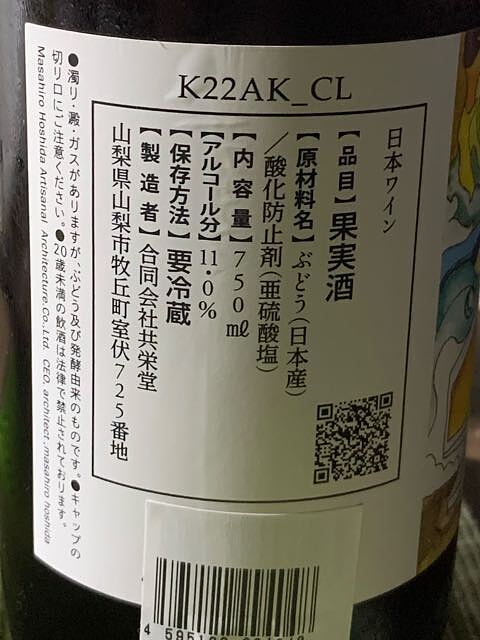 K22AK_CL
日本ワイン
【品目】果実酒
【原材料名】ぶどう(日本産)
／酸化防止剤(亜硫酸塩)
【内容量】750㎖
【アルコール分】11・0%
【保存方法】要冷蔵
【製造者】合同会社共栄堂
山梨県山梨市牧丘町室伏725番地
●濁り・澱・ガスがありますが、ぶどう及び発酵由来のものです。●キャップの
切り口にご注意ください。●20歳未満の飲酒は法律で禁止されております。
Masahiro Hoshida Artisanal Architecture.Co.,Ltd. CEO, architect .masahiro hoshida